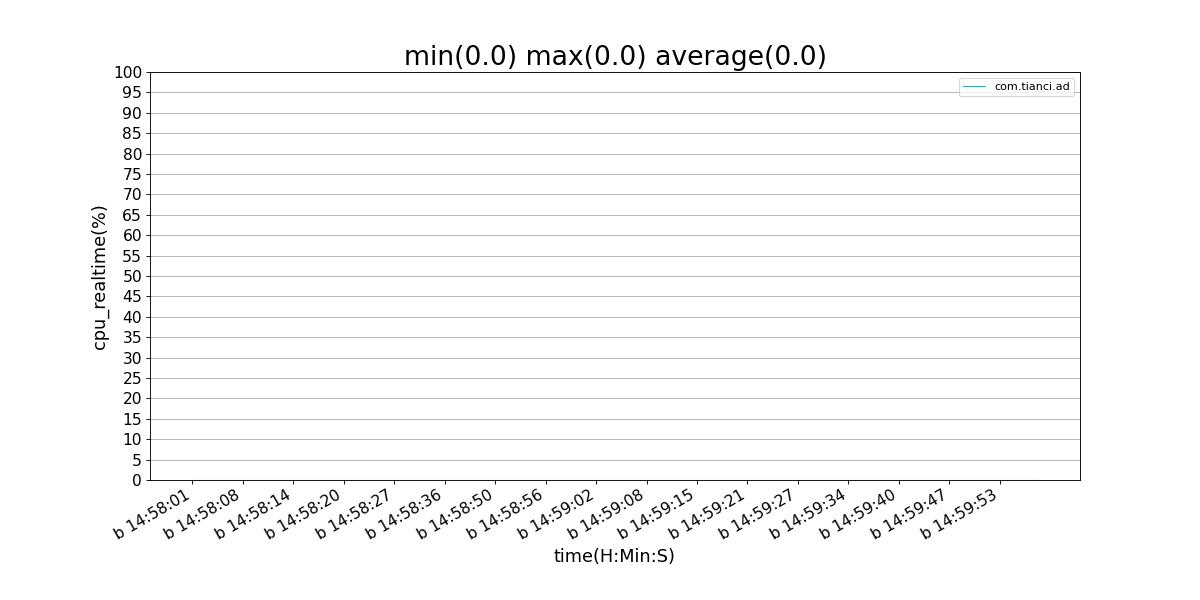 min(0.0) max(0.0) average(0.0)
com.tianci.ad
100
95
90
85
80
75
70
65
60
55
50
45
40
35
30
25
20
15
10
5
0
cpu_realtime(%)
b 14:58:01
b 14:58:08
b 14:58:14
b 14:58:20
b 14:58:27
b 14:58:36
b 14:58:50
b 14:58:56
b 14:59:02
b 14:59:08
b 14:59:15
b 14:59:21
b 14:59:27
b 14:59:34
b 14:59:40
b 14:59:47
b 14:59:53
time(H:Min:S)